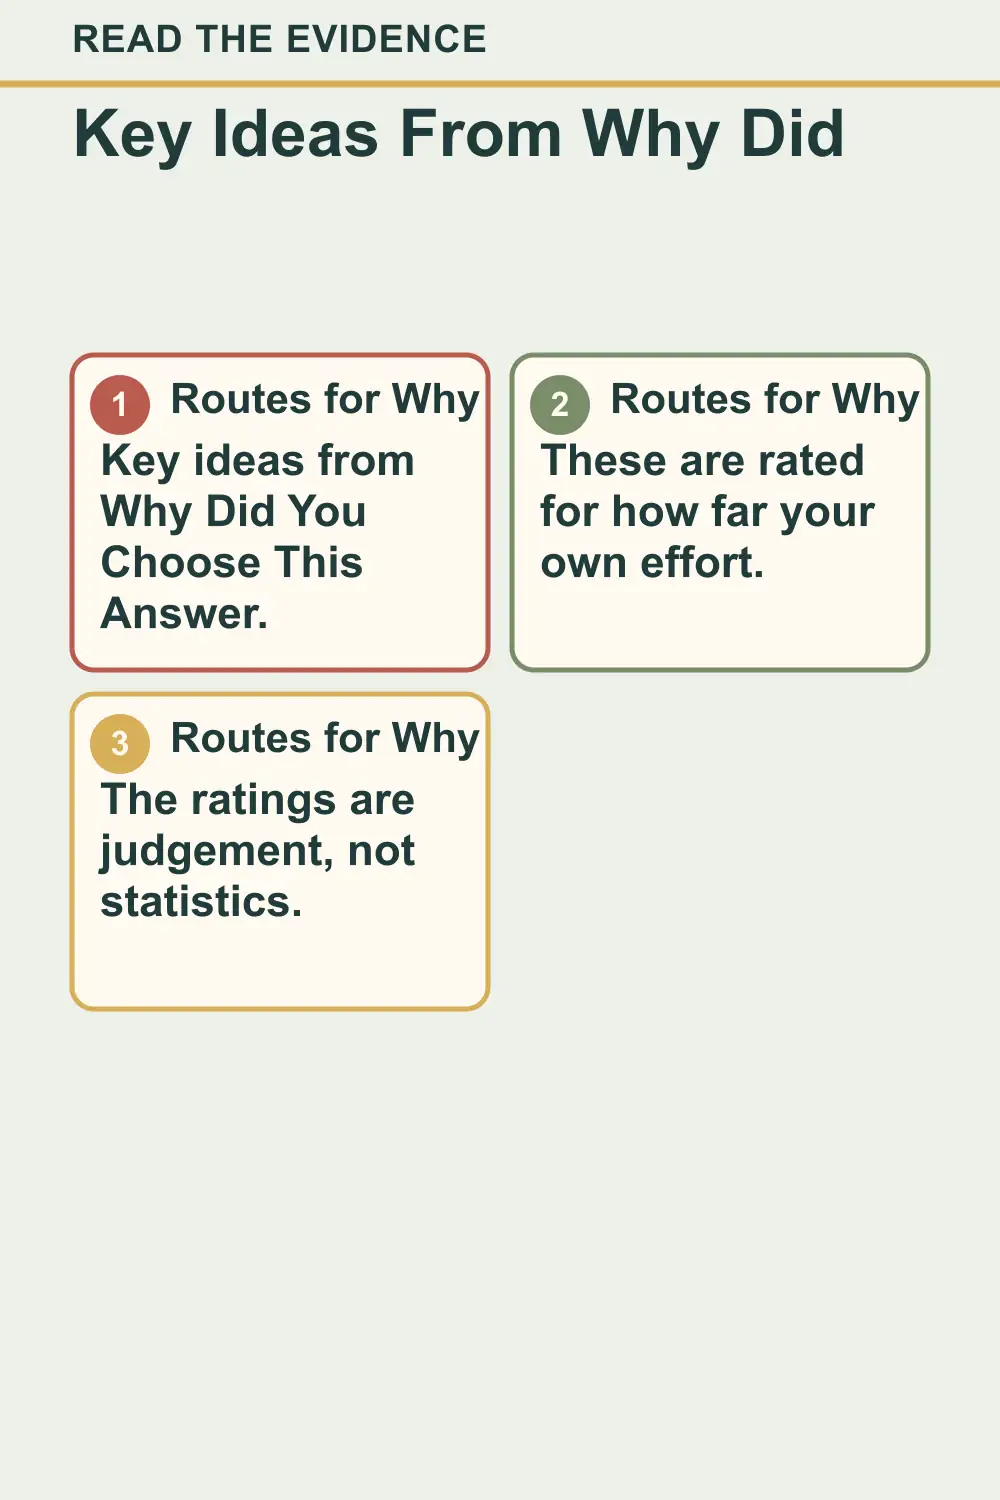 READ THE EVIDENCE
Key Ideas From Why Did
1 Routes for Why
Key ideas from
Why Did You
Choose This
Answer.
2 Routes for Why
These are rated
for how far your
own effort.
3 Routes for Why
The ratings are
judgement, not
statistics.